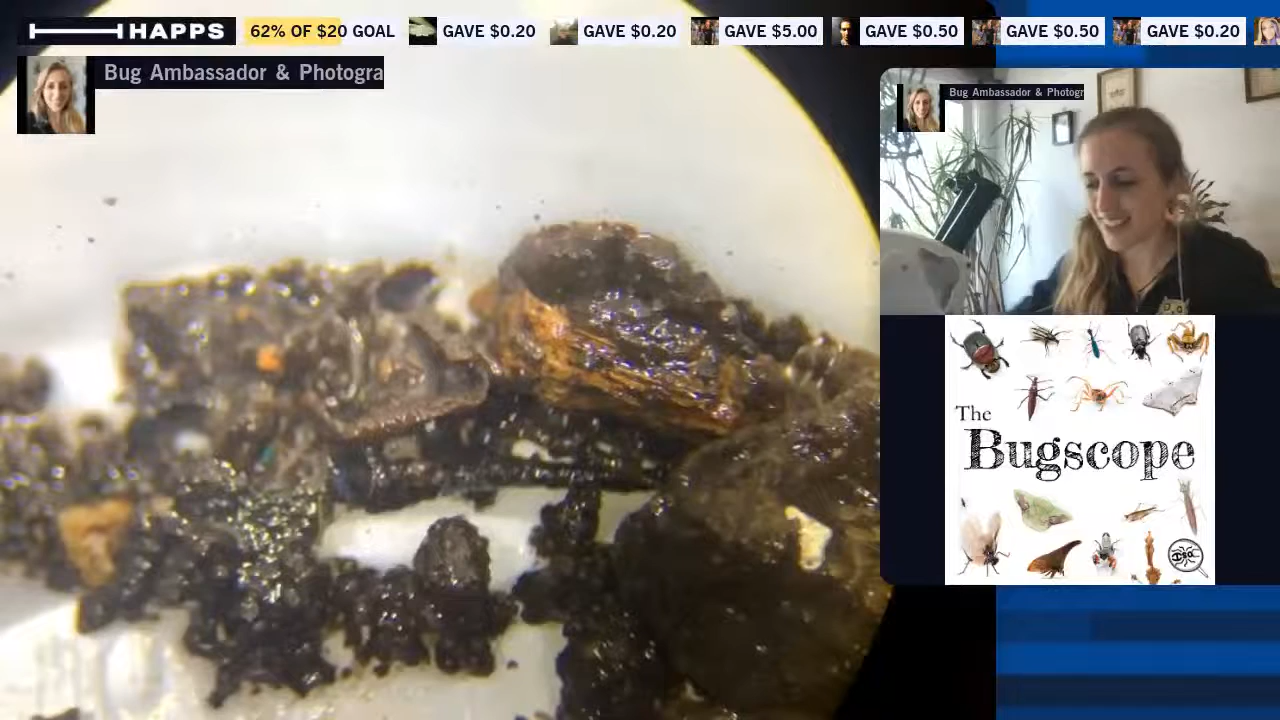 HAPPS
62% OF $20 GOAL
GAVE $0.20
GAVE $0.20
GAVE $5.00
GAVE $0.50
GAVE $0.50
GAVE $0.20
Bug Ambassador & Photogra
Bug Ambassador & Photogr
The
Bugscope